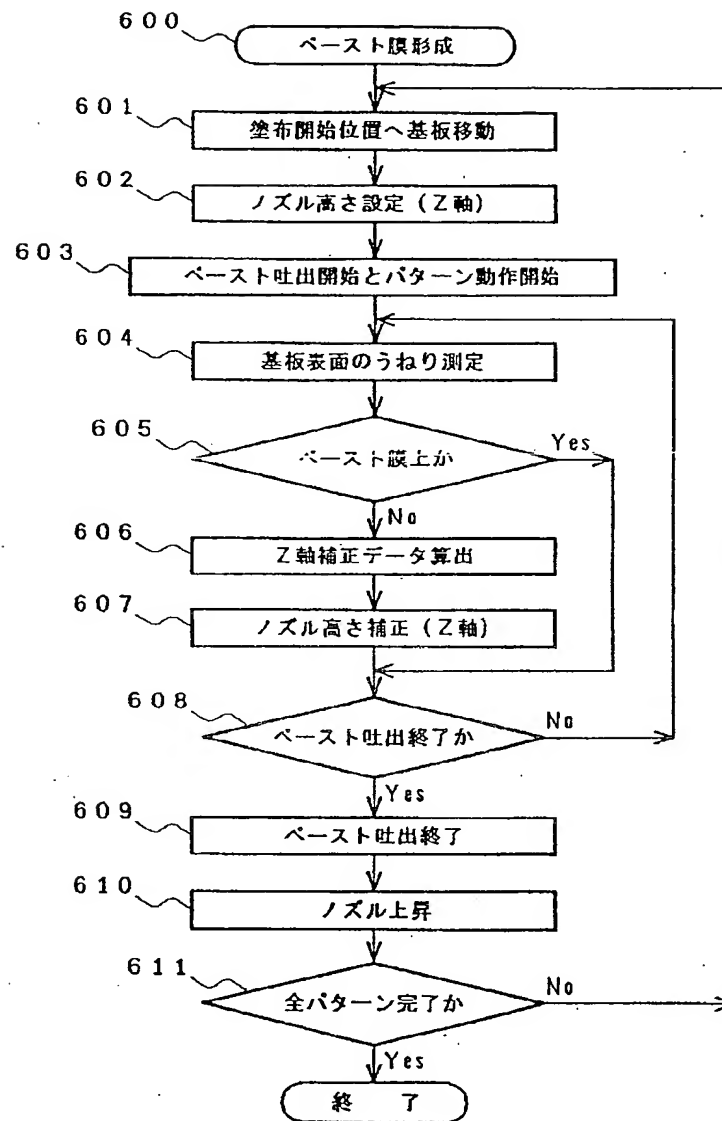 ６００
ペースト膜形成
６０１
塗布開始位置へ基板移動
６０２
ノズル高さ設定（Ｚ軸）
６０３
ペースト吐出開始とパターン動作開始
６０４
基板表面のうねり測定
６０５
ペースト膜上か
Yes
No
６０６
Ｚ軸補正データ算出
６０７
ノズル高さ補正（Ｚ軸）
６０８
ペースト吐出終了か
No
Yes
６０９
ペースト吐出終了
６１０
ノズル上昇
６１１
全パターン完了か
No
Yes
終　　了